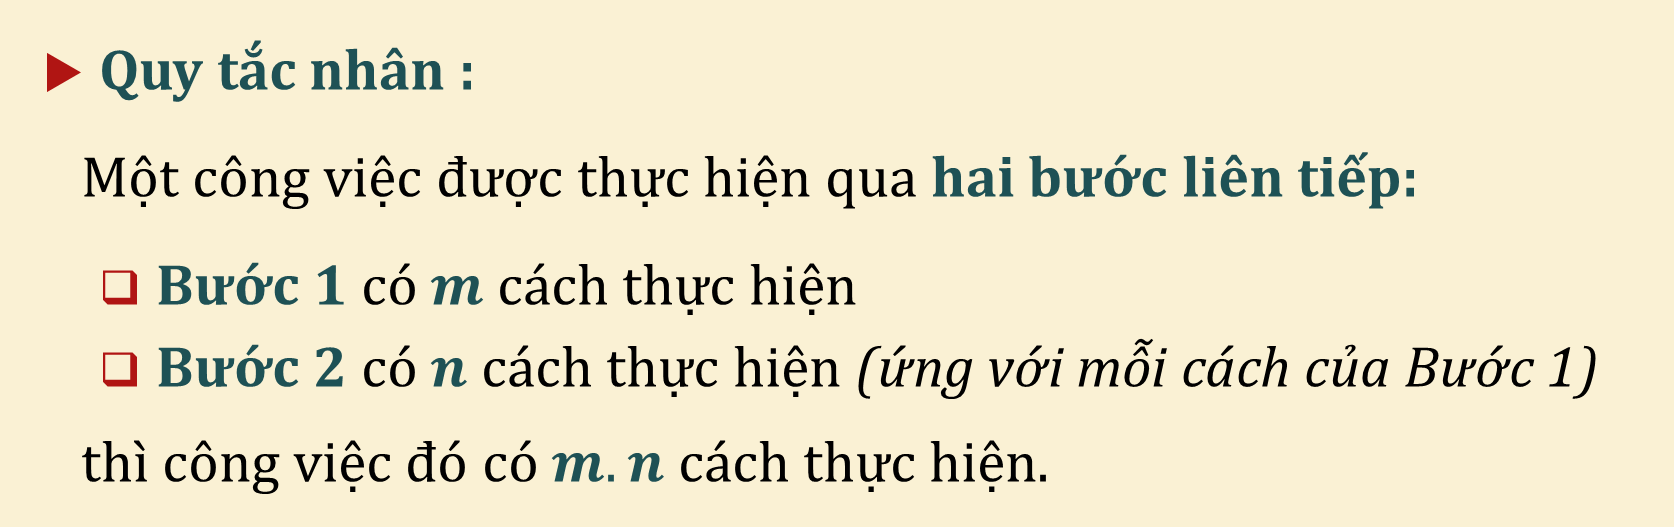 Quy tắc nhân :
Một công việc được thực hiện qua hai bước liên tiếp:
Bước 1 có m cách thực hiện
Bước 2 có n cách thực hiện (ứng với mỗi cách của Bước 1)
thì công việc đó có m. n cách thực hiện.